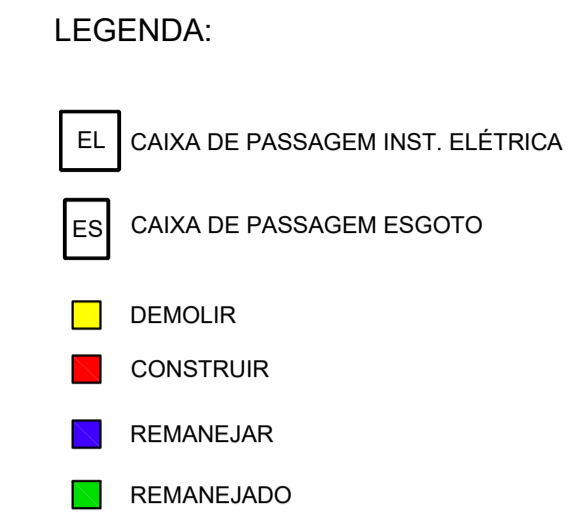 LEGENDA:
EL CAIXA DE PASSAGEM INST. ELÉTRICA
ES CAIXA DE PASSAGEM ESGOTO
DEMOLIR
CONSTRUIR
REMANEJAR
REMANEJADO